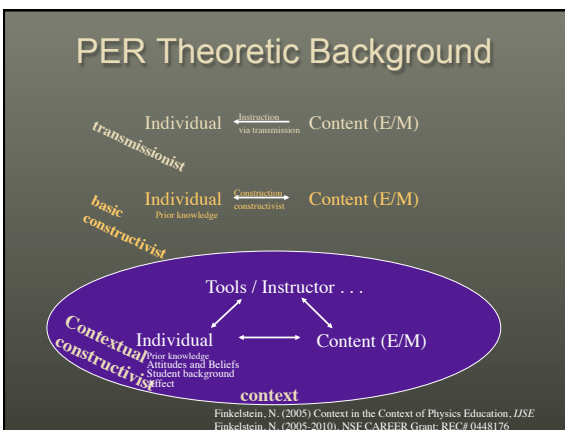 PER Theoretic Background
transmissionist
Individual
Instruction
via transmission
Content (E/M)
basic
constructivist
Individual
Prior knowledge
Construction
constructivist
Content (E/M)
Tools / Instructor . . .
Contextual
constructivist
Individual
Prior knowledge
Attitudes and Beliefs
Student background
Affect
Content (E/M)
context
Finkelstein, N. (2005) Context in the Context of Physics Education, IJSE
Finkelstein, N. (2005-2010), NSF CAREER Grant: REC# 0448176